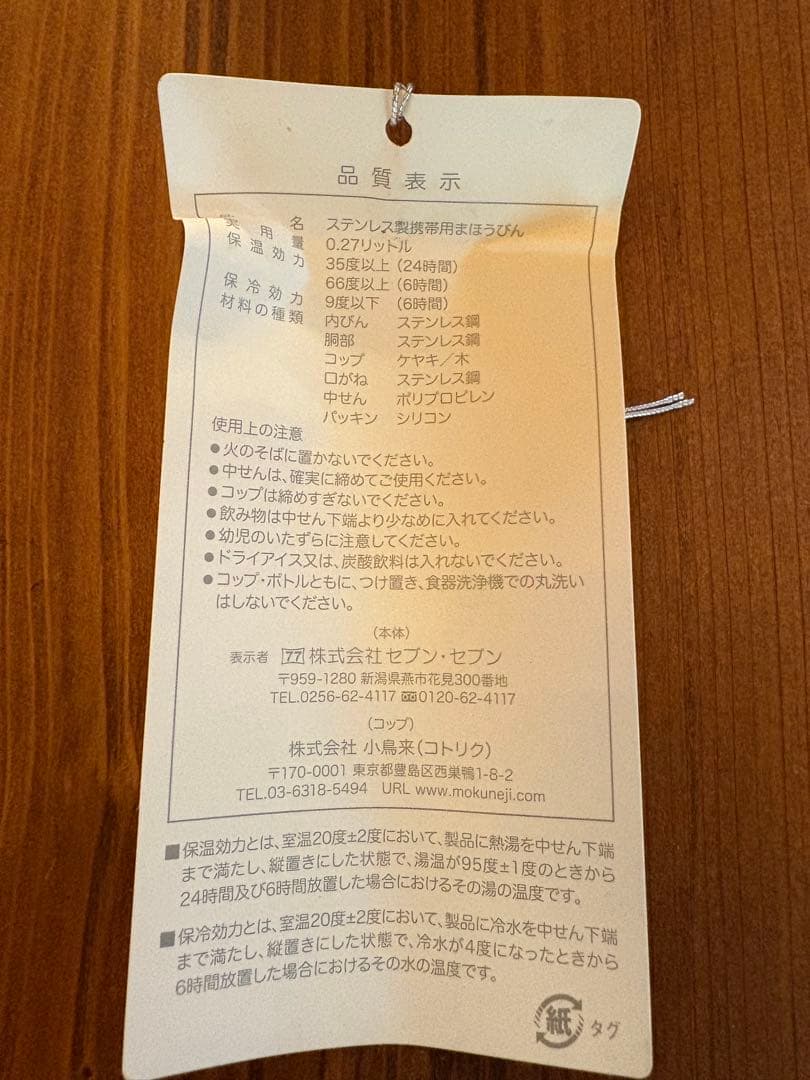 品質表示
名 ステンレス製携帯用まほうびん
実用量 0.27リットル
保温効力 35度以上(24時間)
66度以上(6時間)
保冷効力 9度以下(6時間)
材料の種類 内びん ステンレス鋼
胴部 ステンレス鋼
コップ ケヤキ/木
口がね ステンレス鋼
中せん ポリプロピレン
パッキン シリコン
使用上の注意
●火のそばに置かないでください。
●中せんは、確実に締めてご使用ください。
●コップは締めすぎないでください。
●飲み物は中せん下端より少なめに入れてください。
●幼児のいたずらに注意してください。
●ドライアイス又は、炭酸飲料は入れないでください。
●コップ・ボトルともに、つけ置き、食器洗浄機での丸洗い
はしないでください。
(本体)
表示者 77 株式会社セブン・セブン
〒959-1280 新潟県燕市花見300番地
TEL.0256-62-4117 0120-62-4117
(コップ)
株式会社 小鳥来(コトリク)
〒170-0001 東京都豊島区西巣鴨1-8-2
TEL.03-6318-5494 URL www.mokuneji.com
■保温効力とは、室温20度±2度において、製品に熱湯を中せん下端
まで満たし、縦置きにした状態で、湯温が95度±1度のときから
24時間及び6時間放置した場合におけるその湯の温度です。
■保冷効力とは、室温20度±2度において、製品に冷水を中せん下端
まで満たし、縦置きにした状態で、冷水が4度になったときから
6時間放置した場合におけるその水の温度です。
紙 タグ